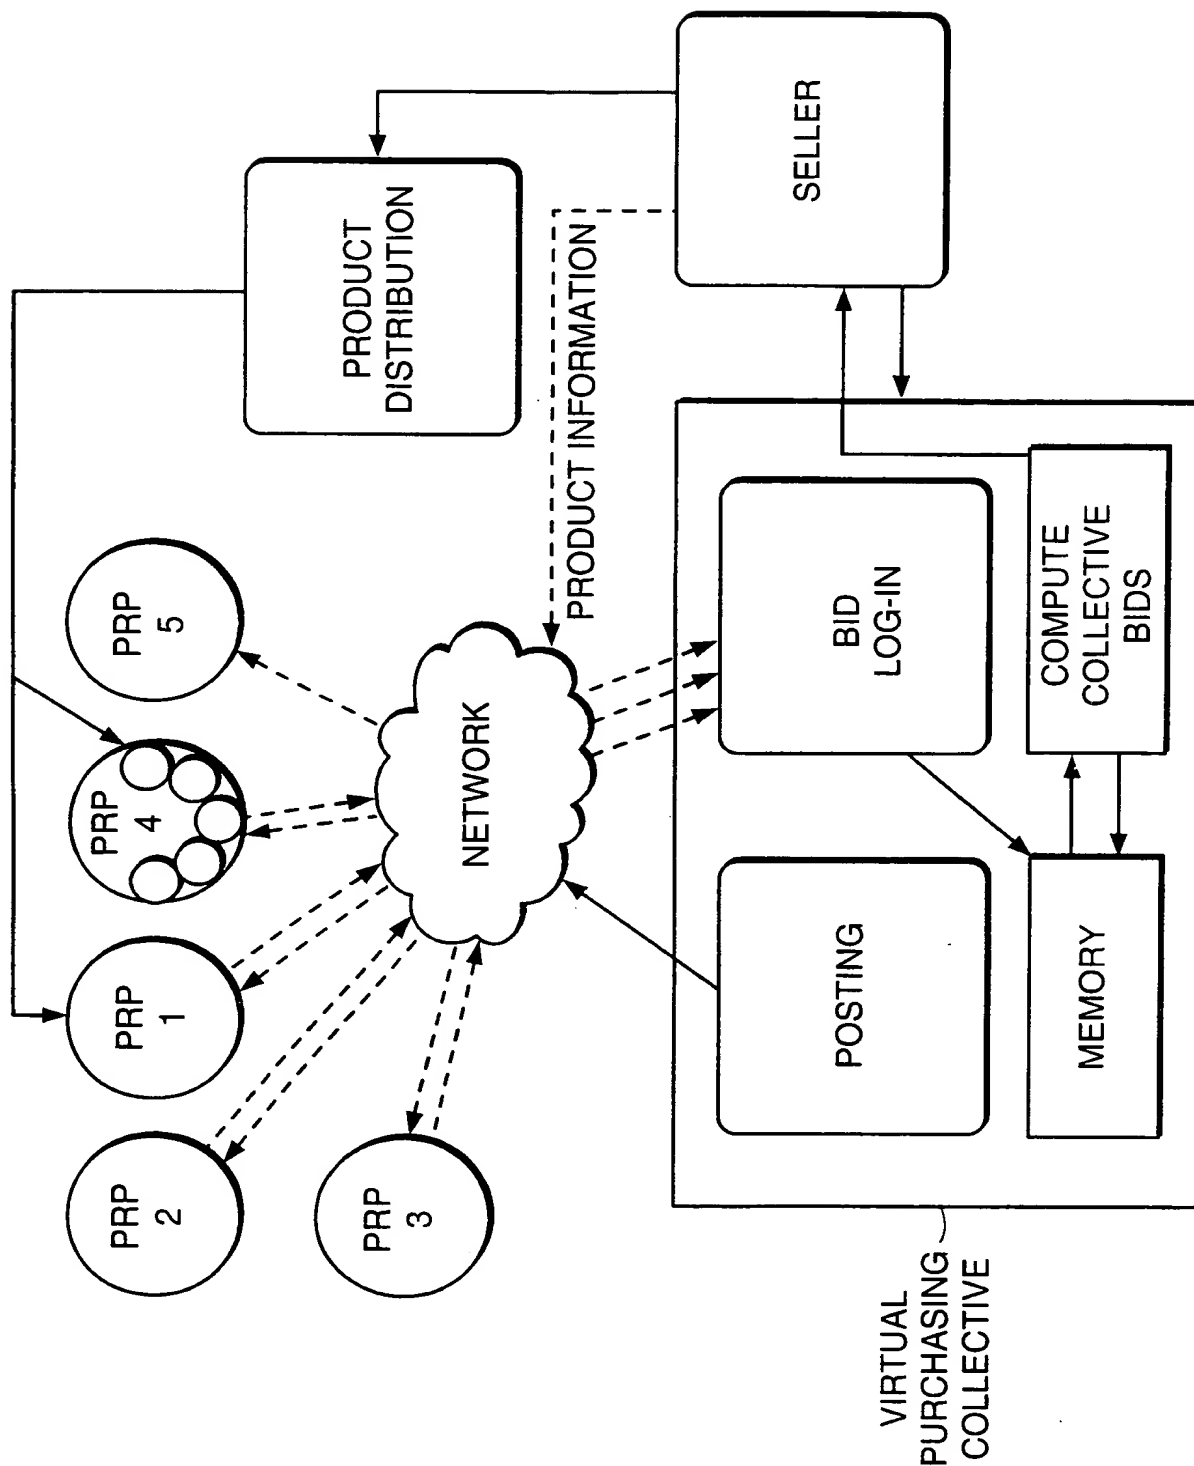 PRP
2
PRP
1
PRP
4
PRP
5
PRP
3
NETWORK
PRODUCT
DISTRIBUTION
PRODUCT INFORMATION
SELLER
VIRTUAL
PURCHASING
COLLECTIVE
POSTING
BID
LOG-IN
MEMORY
COMPUTE
COLLECTIVE
BIDS